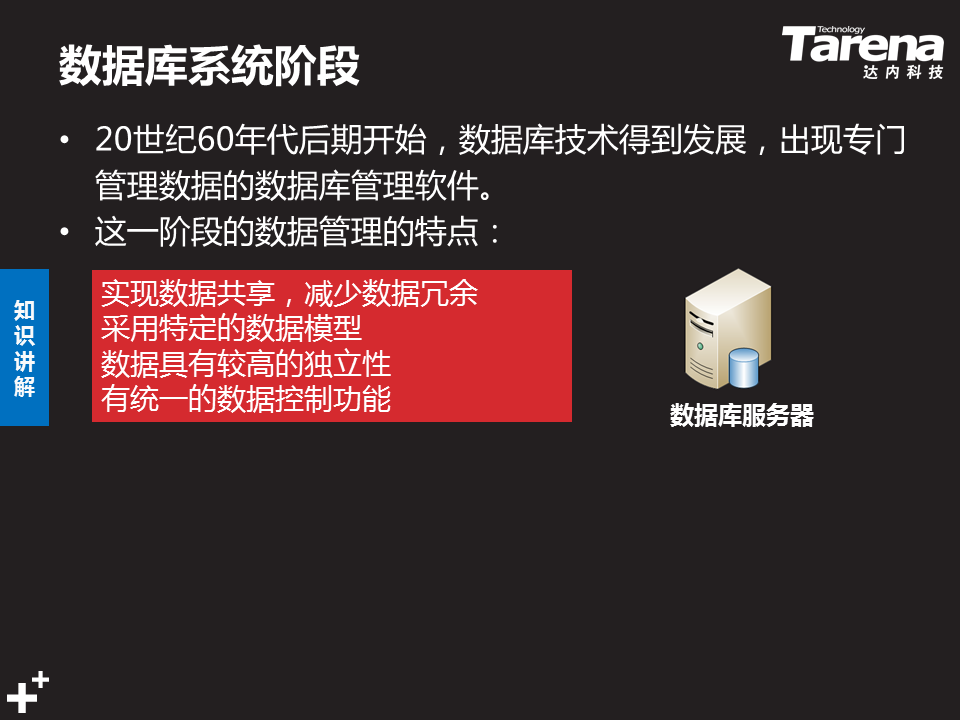 数据库系统阶段
Technology
Tarena
达内科技
• 20世纪60年代后期开始，数据库技术得到发展，出现专门
管理数据的数据库管理软件。
• 这一阶段的数据管理的特点：
知识讲解
实现数据共享，减少数据冗余
采用特定的数据模型
数据具有较高的独立性
有统一的数据控制功能
数据库服务器